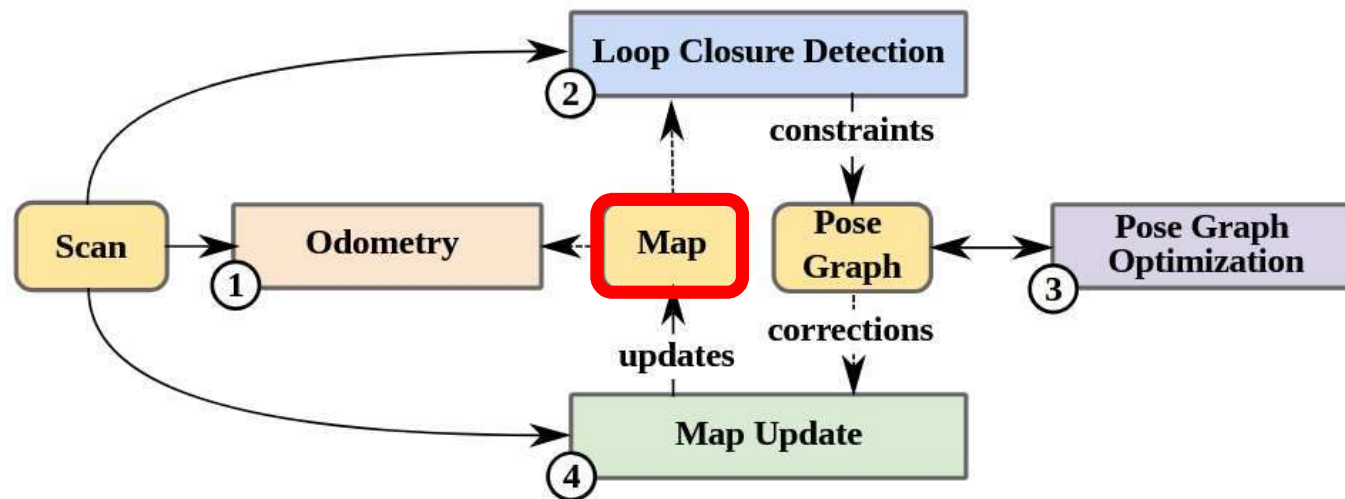 Loop Closure Detection
2
constraints
Scan
Odometry
1
Map
Pose
Graph
Pose Graph
Optimization
3
updates
corrections
Map Update
4